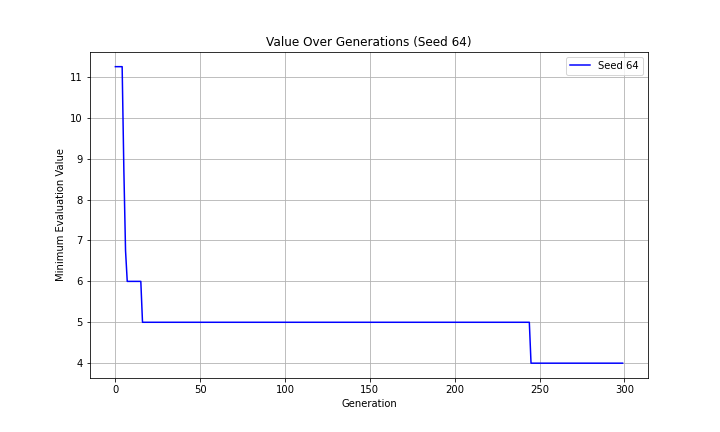 Value Over Generations (Seed 64)
Seed 64
11
10
9
8
7
6
5
4
Minimum Evaluation Value
0 50 100 150 200 250 300
Generation